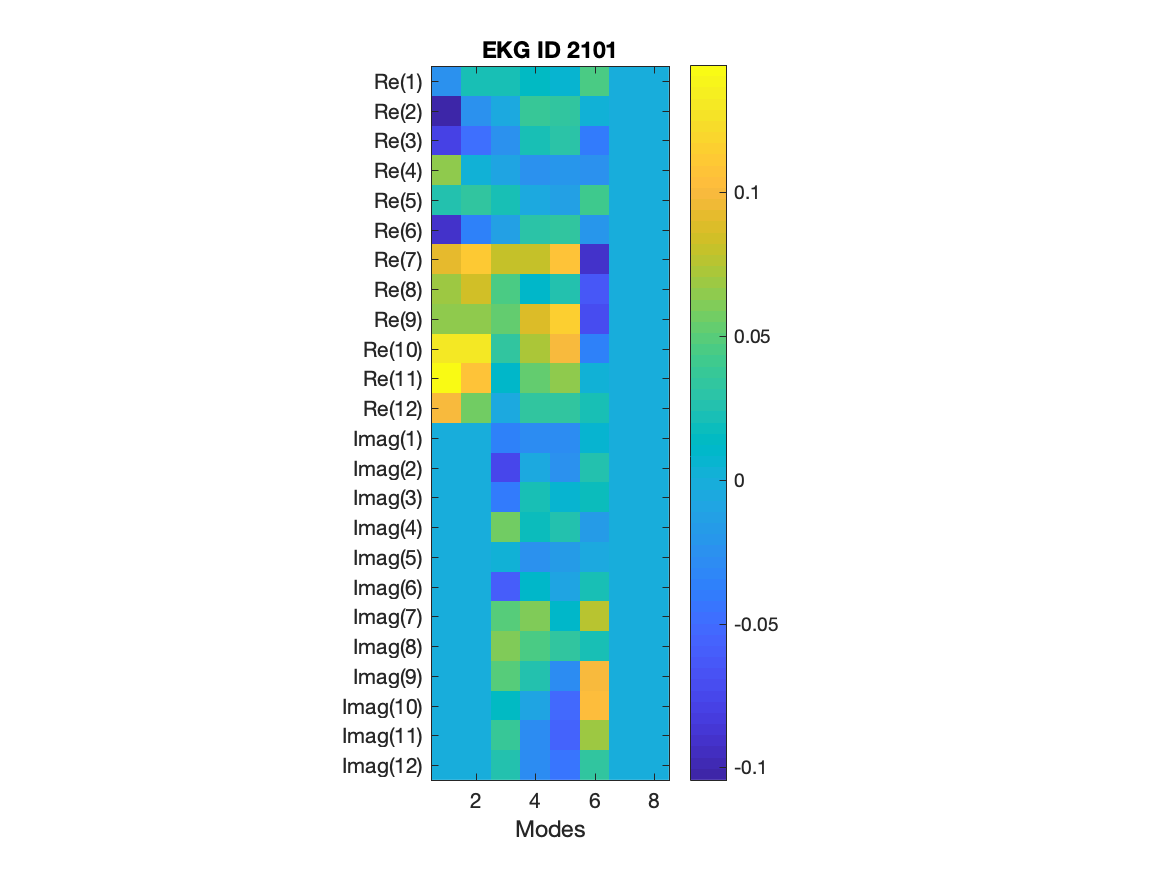 EKG ID 2101
Re(1)
Re(2)
Re(3)
Re(4)
Re(5)
Re(6)
Re(7)
Re(8)
Re(9)
Re(10)
Re(11)
Re(12)
Imag(1)
Imag(2)
Imag(3)
Imag(4)
Imag(5)
Imag(6)
Imag(7)
Imag(8)
Imag(9)
Imag(10)
Imag(11)
Imag(12)
2 4 6 8
Modes
0.1
0.05
0
-0.05
-0.1